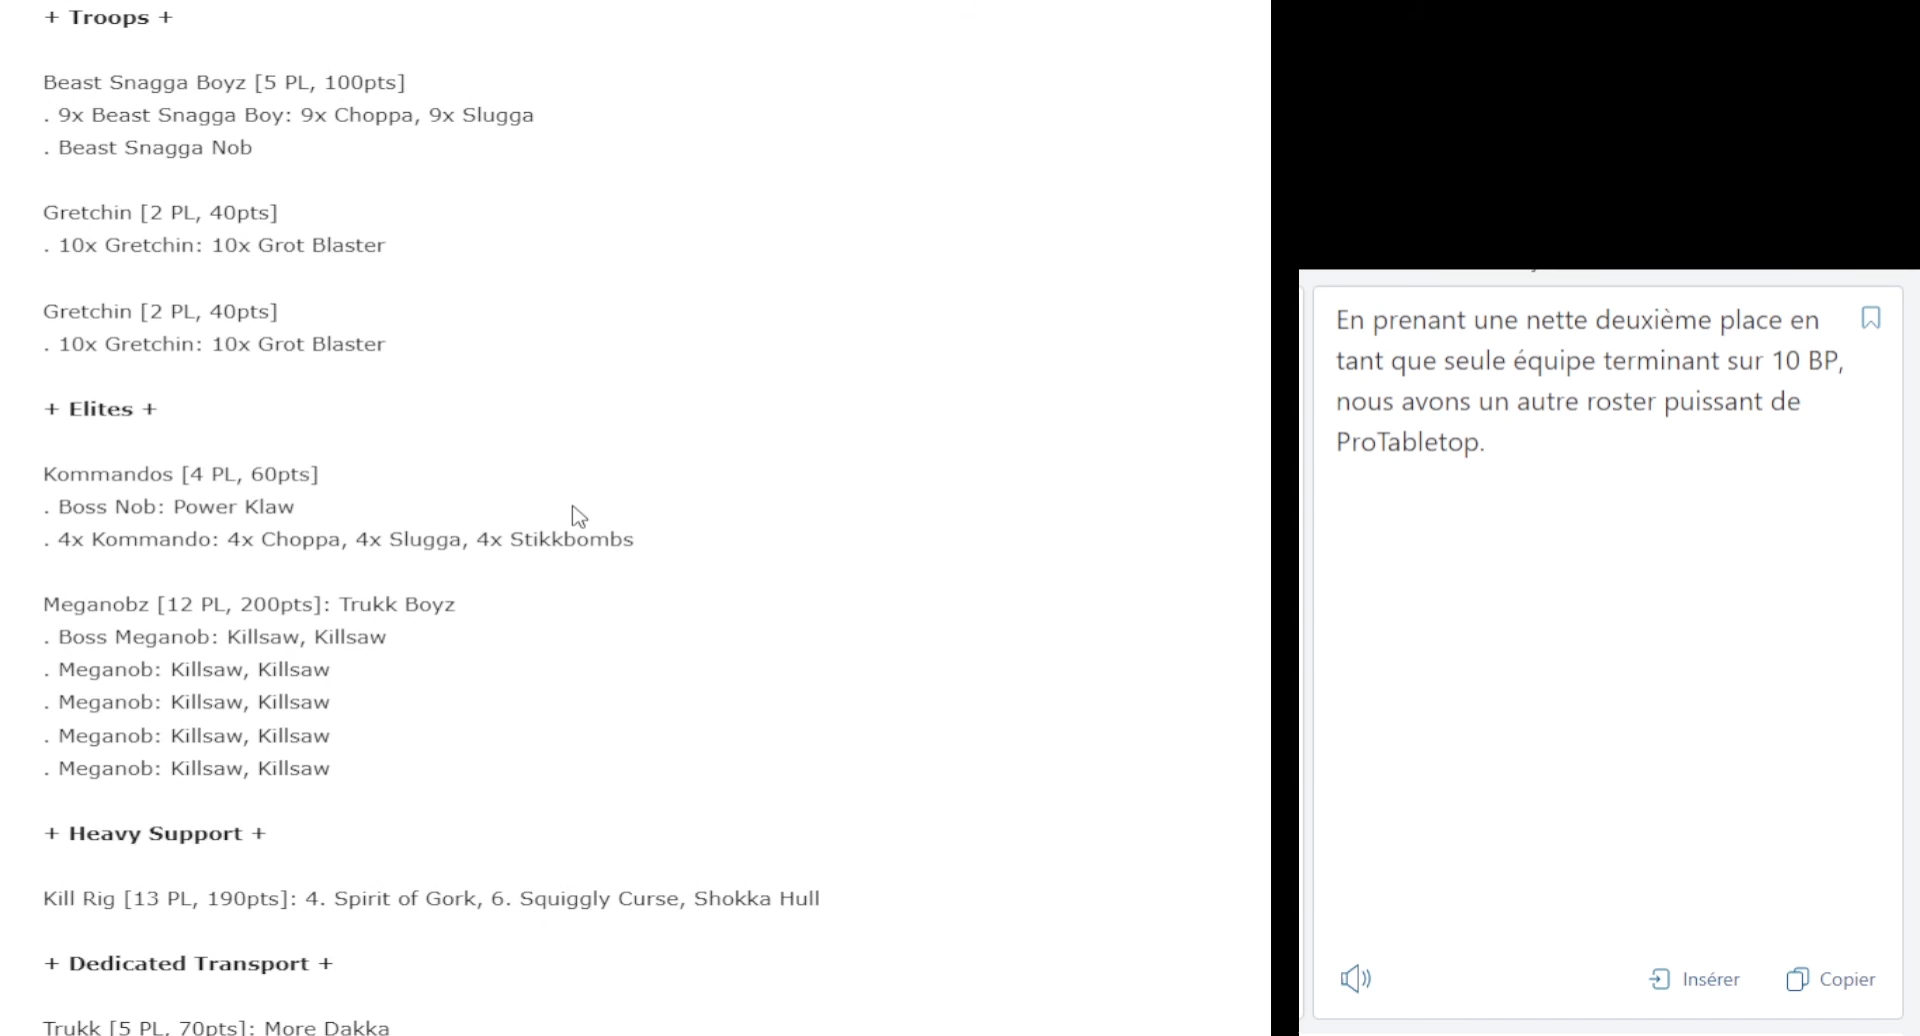 + Troops +
Beast Snagga Boyz [5 PL, 100pts]
. 9x Beast Snagga Boy: 9x Choppa, 9x Slugga
. Beast Snagga Nob
Gretchin [2 PL, 40pts]
. 10x Gretchin: 10x Grot Blaster
Gretchin [2 PL, 40pts]
. 10x Gretchin: 10x Grot Blaster
+ Elites +
Kommandos [4 PL, 60pts]
. Boss Nob: Power Klaw
. 4x Kommando: 4x Choppa, 4x Slugga, 4x Stikkbombs
Meganobz [12 PL, 200pts]: Trukk Boyz
. Boss Meganob: Killsaw, Killsaw
. Meganob: Killsaw, Killsaw
. Meganob: Killsaw, Killsaw
. Meganob: Killsaw, Killsaw
. Meganob: Killsaw, Killsaw
+ Heavy Support +
Kill Rig [13 PL, 190pts]: 4. Spirit of Gork, 6. Squiggly Curse, Shokka Hull
+ Dedicated Transport +
Trukk [5 PL, 70pts]: More Dakka
En prenant une nette deuxième place en
tant que seule équipe terminant sur 10 BP,
nous avons un autre roster puissant de
ProTabletop.
Insérer
Copier